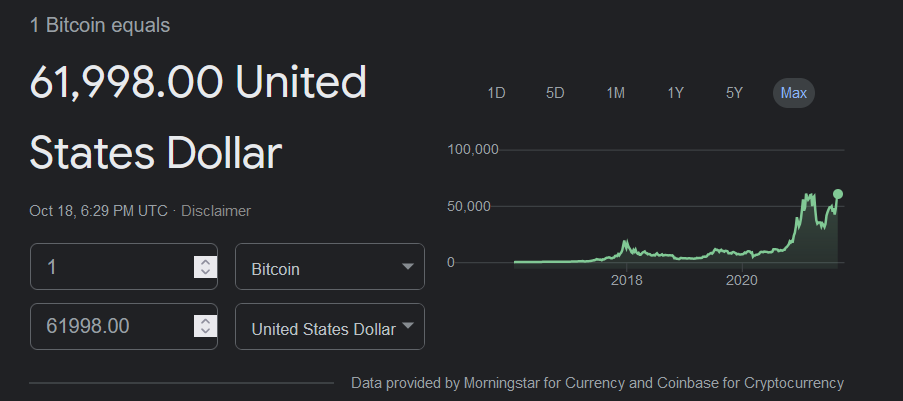 1 Bitcoin equals
61,998.00 United
States Dollar
Oct 18, 6:29 PM UTC · Disclaimer
1
Bitcoin
61998.00
United States Dollar
1D 5D 1M 1Y 5Y Max
100,000
50,000
0
2018 2020
Data provided by Morningstar for Currency and Coinbase for Cryptocurrency